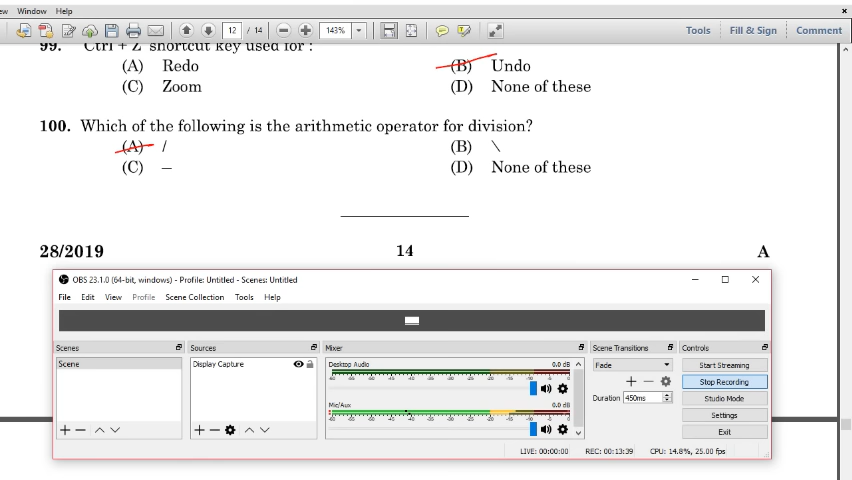 ew Window Help
12 / 14 143% Tools Fill & Sign Comment
99. Ctrl + Z shortcut key used for :
(A) Redo (B) Undo
(C) Zoom (D) None of these
100. Which of the following is the arithmetic operator for division?
(A) / (B) \
(C) – (D) None of these
28/2019 14 A
OBS 23.1.0 (64-bit, windows) - Profile: Untitled - Scenes: Untitled
File Edit View Profile Scene Collection Tools Help
Scenes Sources Mixer Scene Transitions Controls
Scene Display Capture Desktop Audio 0.0 dB Fade Start Streaming
Stop Recording
Mic/Aux 0.0 dB Duration 450ms Studio Mode
Settings
Exit
LIVE: 00:00:00 REC: 00:13:39 CPU: 14.8%, 25.00 fps